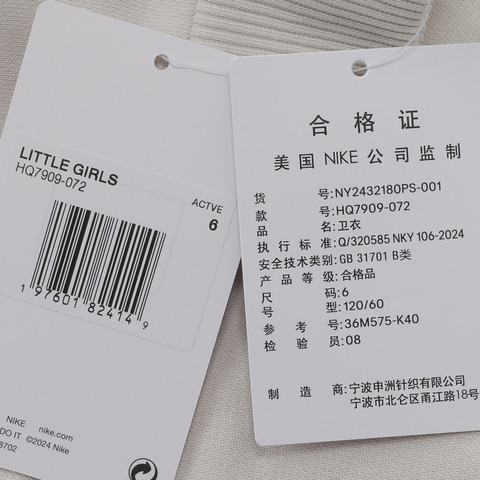 LITTLE GIRLS
HQ7909-072
ACTVE
6
1 97601 82414 9
NIKE nike.com
DO IT ©2024 Nike
8702
合格证
美国 NIKE 公司监制
货号:NY2432180PS-001
款号:HQ7909-072
品名:卫衣
执行标准:Q/320585 NKY 106-2024
安全技术类别:GB 31701 B类
产品等级:合格品
尺码:6
号型:120/60
参考号:36M575-K40
检验员:08
制造商:宁波申洲针织有限公司
宁波市北仑区甬江路18号